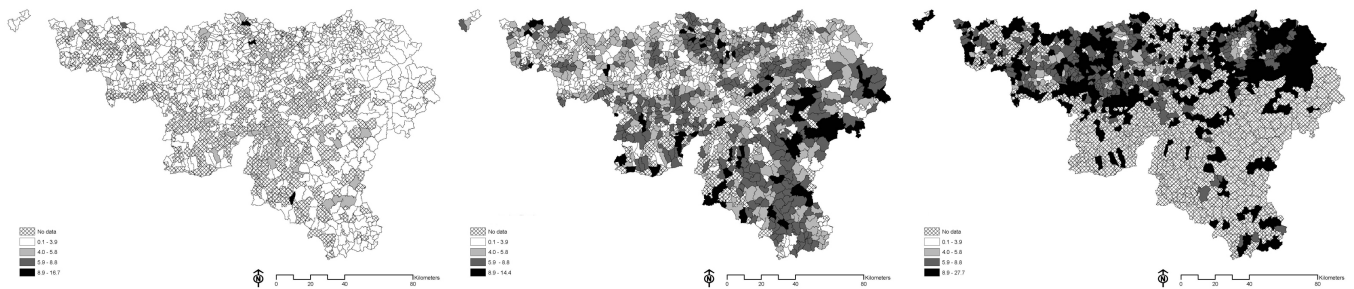 No data
0.1 - 3.9
4.0 - 5.8
5.9 - 8.8
8.9 - 16.7
N
0 20 40 80
Kilometers
No data
0.1 - 3.9
4.0 - 5.8
5.9 - 8.8
8.9 - 14.4
N
0 20 40 80
Kilometers
No data
0.1 - 3.9
4.0 - 5.8
5.9 - 8.8
8.9 - 27.7
N
0 20 40 80
Kilometers